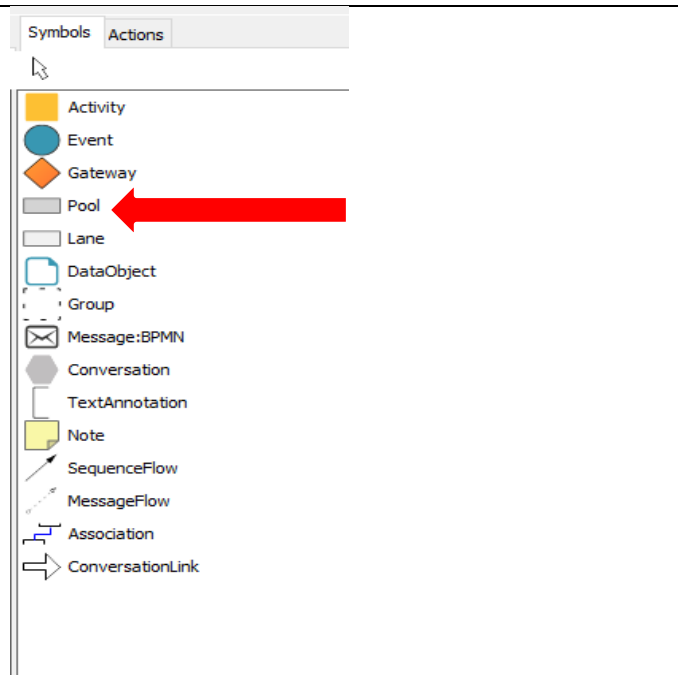 Symbols Actions
Activity
Event
Gateway
Pool
Lane
DataObject
Group
Message:BPMN
Conversation
TextAnnotation
Note
SequenceFlow
MessageFlow
Association
ConversationLink